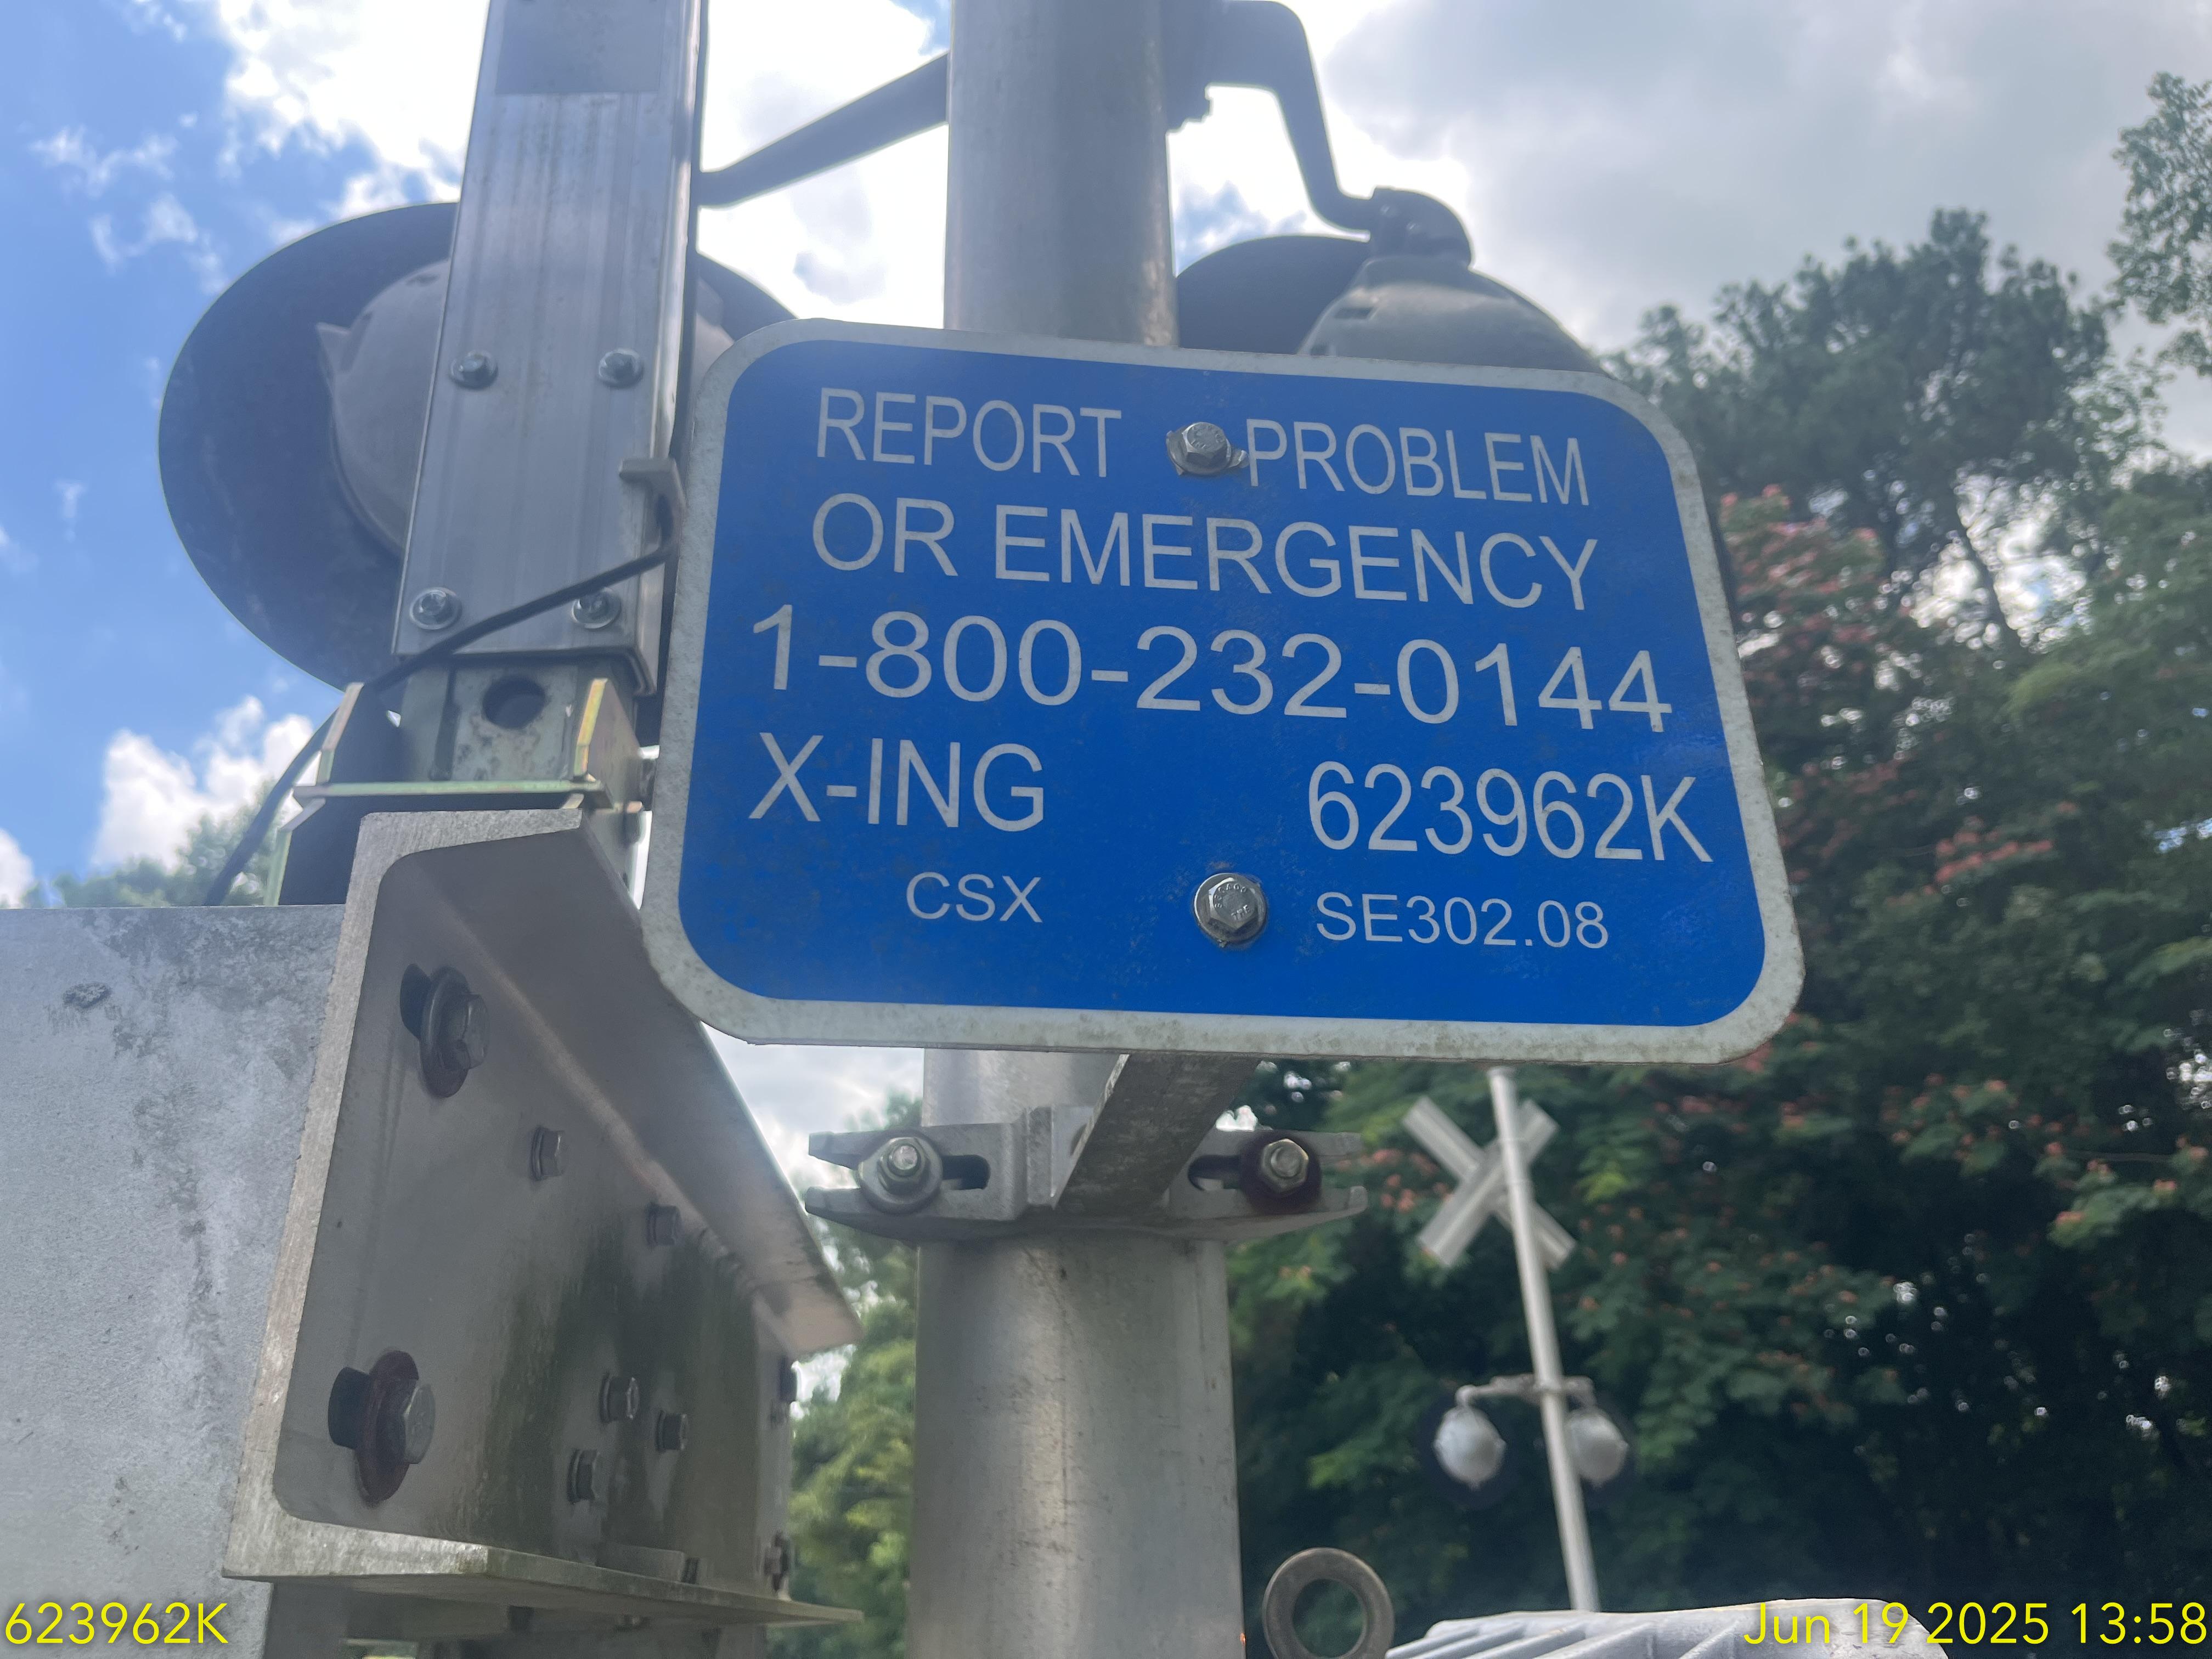 REPORT PROBLEM
OR EMERGENCY
1-800-232-0144
X-ING 623962K
CSX SE302.08
623962K
Jun 19 2025 13:58